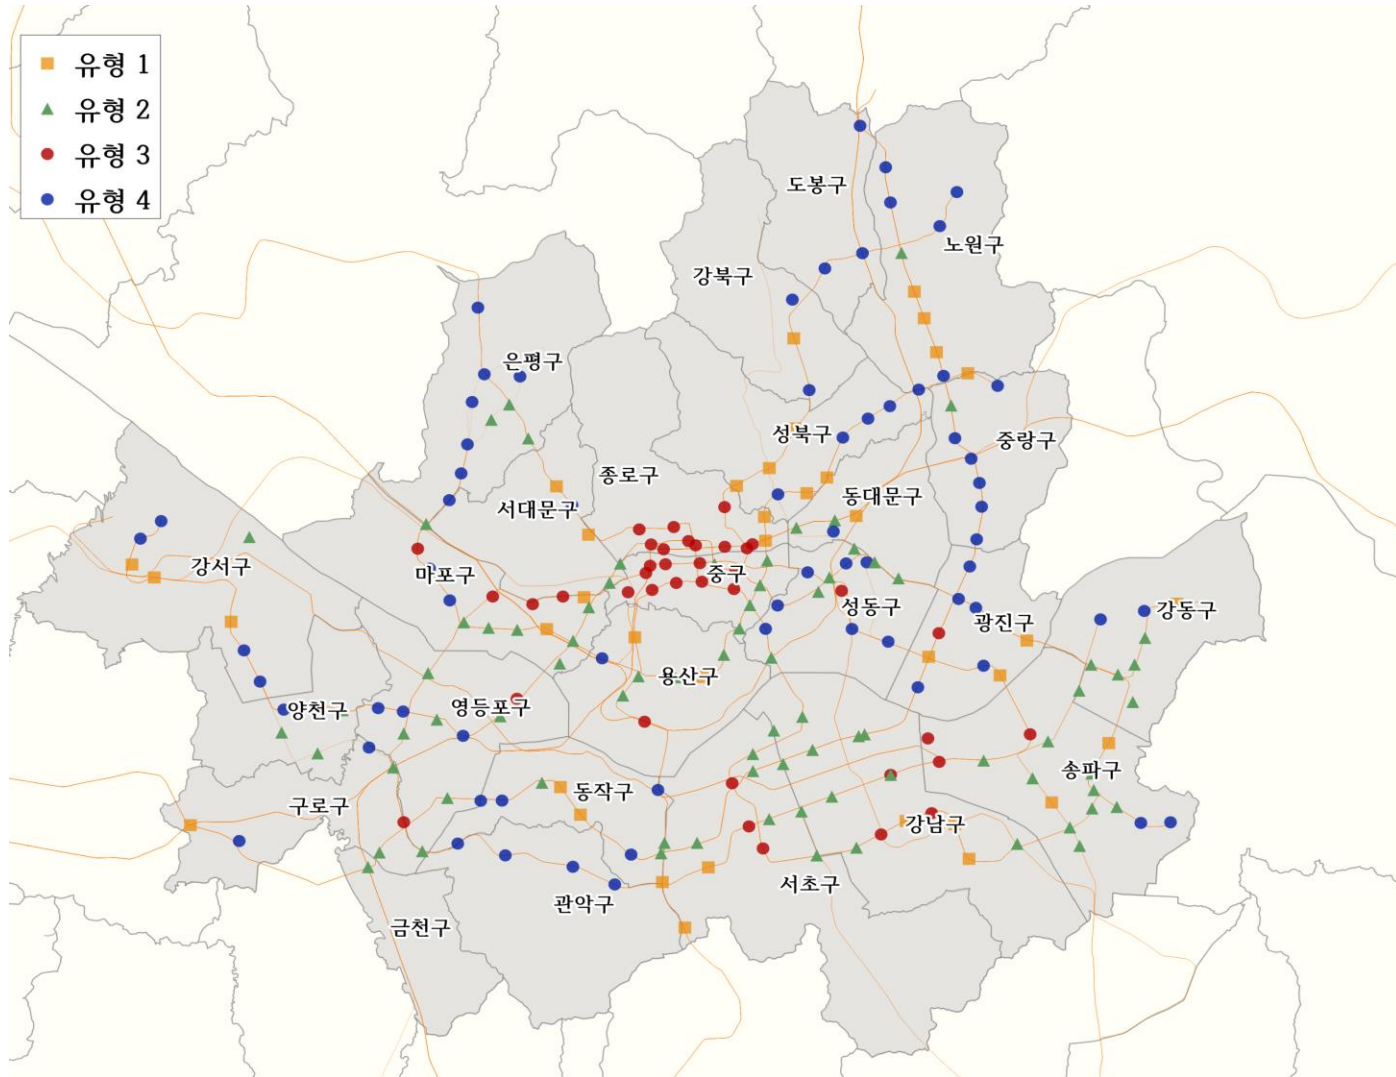 유형 1
유형 2
유형 3
유형 4
도봉구
노원구
강북구
은평구
성북구
중랑구
종로구
서대문구
동대문구
강서구
마포구
중구
성동구
광진구
강동구
용산구
양천구
영등포구
송파구
구로구
동작구
강남구
서초구
관악구
금천구